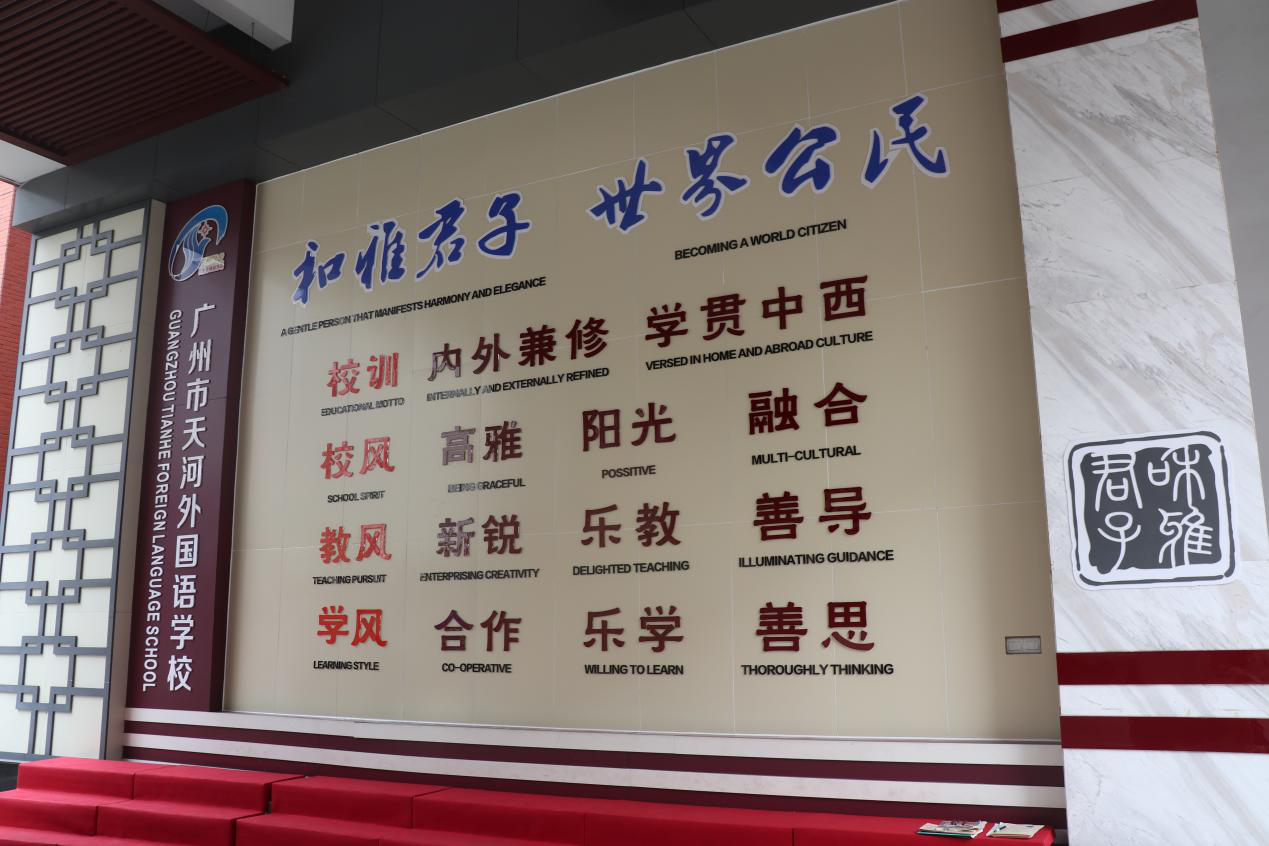 广州市天河外国语学校
GUANGZHOU TIANHE FOREIGN LANGUAGE SCHOOL
和雅君子 世界公民
A GENTLE PERSON THAT MANIFESTS HARMONY AND ELEGANCE
BECOMING A WORLD CITIZEN
校训 内外兼修 学贯中西
EDUCATIONAL MOTTO INTERNALLY AND EXTERNALLY REFINED VERSED IN HOME AND ABROAD CULTURE
校风 高雅 阳光 融合
SCHOOL SPIRIT BEING GRACEFUL POSSITIVE MULTI-CULTURAL
教风 新锐 乐教 善导
TEACHING PURSUIT ENTERPRISING CREATIVITY DELIGHTED TEACHING ILLUMINATING GUIDANCE
学风 合作 乐学 善思
LEARNING STYLE CO-OPERATIVE WILLING TO LEARN THOROUGHLY THINKING
和雅
君子